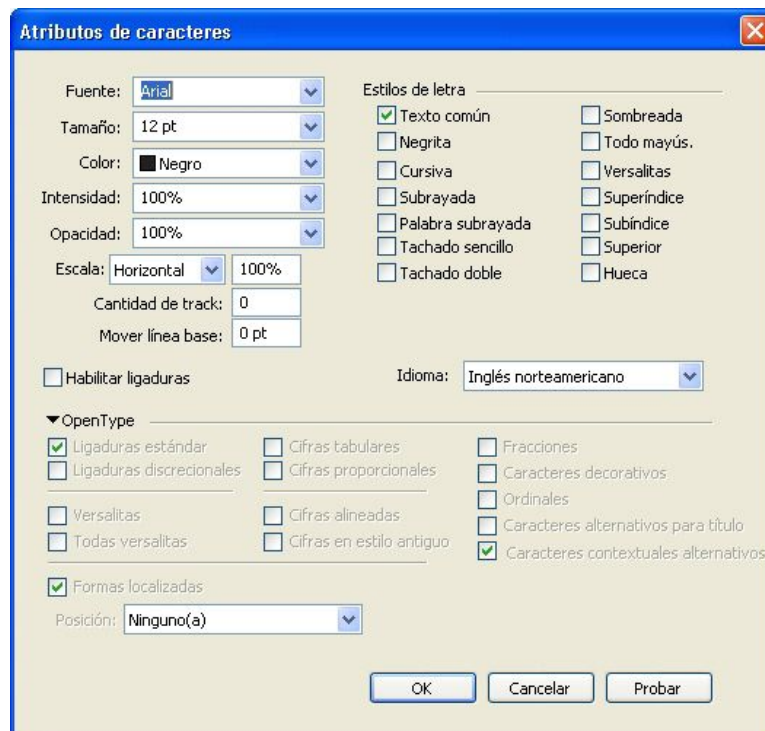 Atributos de caracteres
Fuente: Arial
Tamaño: 12 pt
Color: Negro
Intensidad: 100%
Opacidad: 100%
Escala: Horizontal 100%
Cantidad de track: 0
Mover línea base: 0 pt
Estilos de letra
Texto común Sombreada
Negrita Todo mayús.
Cursiva Versalitas
Subrayada Superíndice
Palabra subrayada Subíndice
Tachado sencillo Superior
Tachado doble Hueca
Habilitar ligaduras Idioma: Inglés norteamericano
OpenType
Ligaduras estándar Cifras tabulares Fracciones
Ligaduras discrecionales Cifras proporcionales Caracteres decorativos
Ordinales
Versalitas Cifras alineadas Caracteres alternativos para título
Todas versalitas Cifras en estilo antiguo Caracteres contextuales alternativos
Formas localizadas
Posición: Ninguno(a)
OK Cancelar Probar